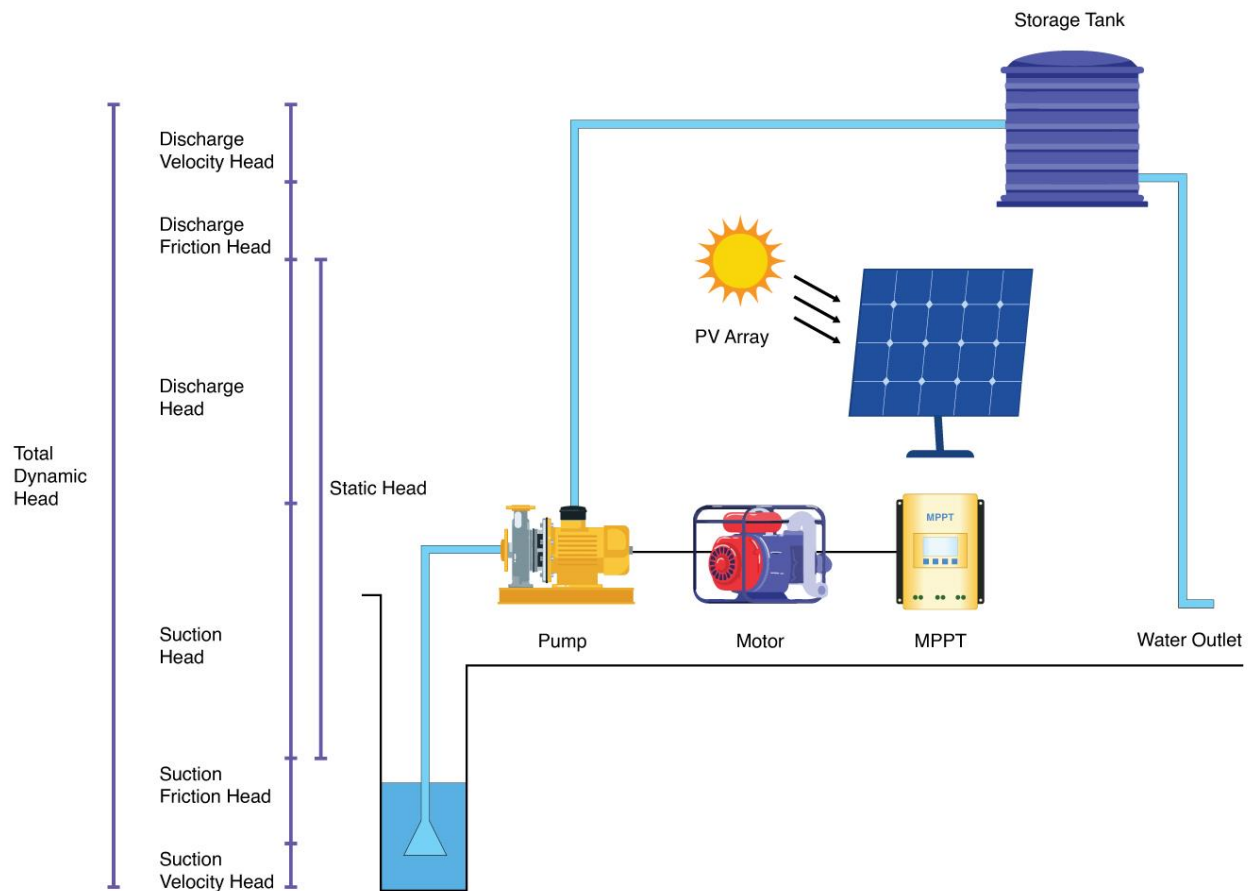 Storage Tank
Discharge
Velocity Head
Discharge
Friction Head
PV Array
Discharge
Head
Total
Dynamic
Head
Static Head
MPPT
Pump
Motor
MPPT
Water Outlet
Suction
Head
Suction
Friction Head
Suction
Velocity Head